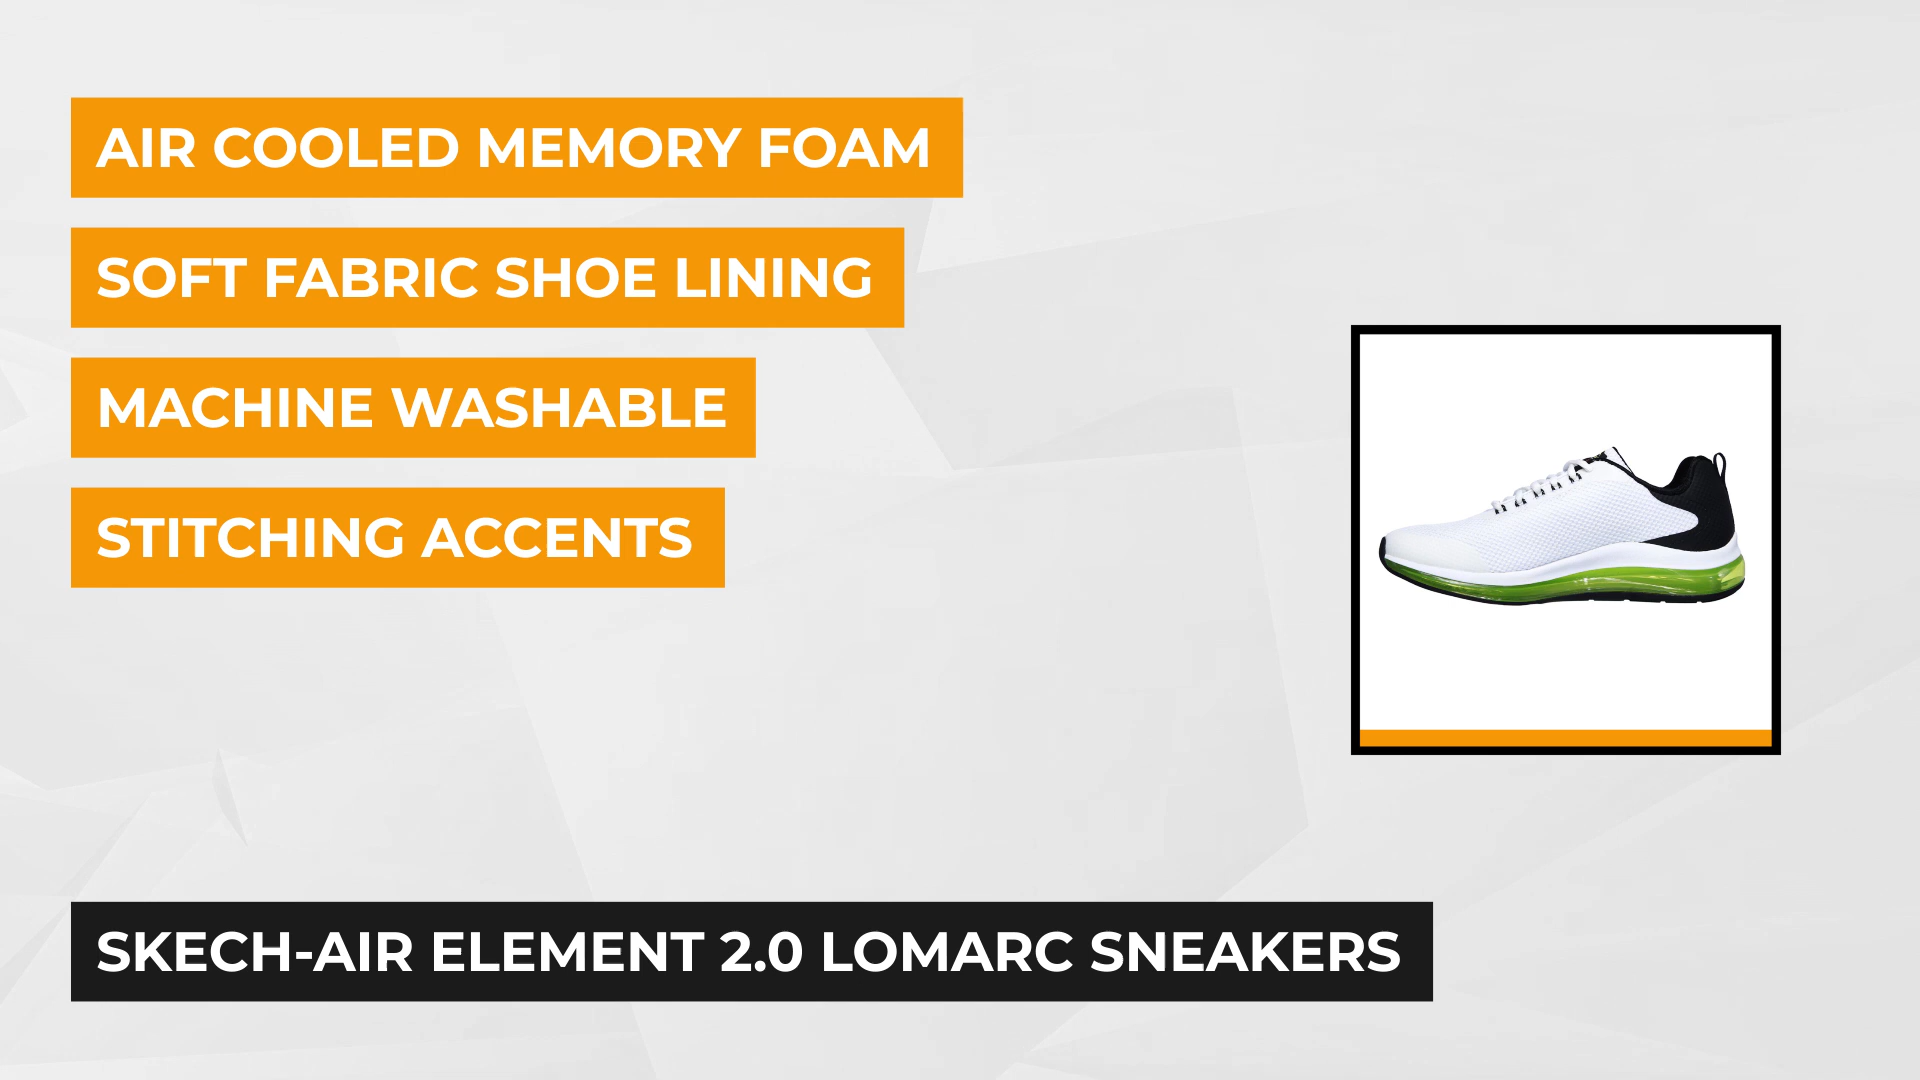 AIR COOLED MEMORY FOAM
SOFT FABRIC SHOE LINING
MACHINE WASHABLE
STITCHING ACCENTS
SKECH-AIR ELEMENT 2.0 LOMARC SNEAKERS